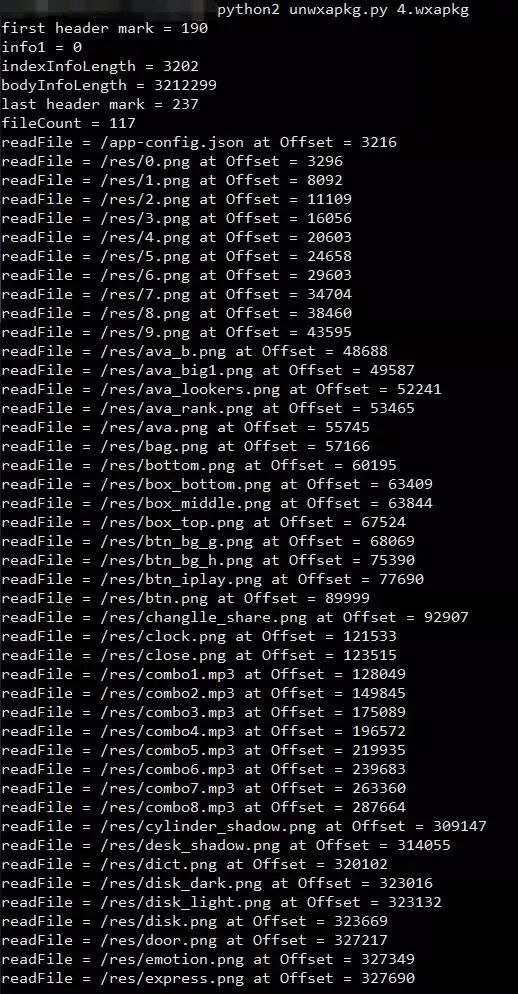 python2 unwxapkg.py 4.wxapkg
first header mark = 190
info1 = 0
indexInfoLength = 3202
bodyInfoLength = 3212299
last header mark = 237
fileCount = 117
readFile = /app-config.json at Offset = 3216
readFile = /res/0.png at Offset = 3296
readFile = /res/1.png at Offset = 8092
readFile = /res/2.png at Offset = 11109
readFile = /res/3.png at Offset = 16056
readFile = /res/4.png at Offset = 20603
readFile = /res/5.png at Offset = 24658
readFile = /res/6.png at Offset = 29603
readFile = /res/7.png at Offset = 34704
readFile = /res/8.png at Offset = 38460
readFile = /res/9.png at Offset = 43595
readFile = /res/ava_b.png at Offset = 48688
readFile = /res/ava_big1.png at Offset = 49587
readFile = /res/ava_lookers.png at Offset = 52241
readFile = /res/ava_rank.png at Offset = 53465
readFile = /res/ava.png at Offset = 55745
readFile = /res/bag.png at Offset = 57166
readFile = /res/bottom.png at Offset = 60195
readFile = /res/box_bottom.png at Offset = 63409
readFile = /res/box_middle.png at Offset = 63844
readFile = /res/box_top.png at Offset = 67524
readFile = /res/btn_bg_g.png at Offset = 68069
readFile = /res/btn_bg_h.png at Offset = 75390
readFile = /res/btn_iplay.png at Offset = 77690
readFile = /res/btn.png at Offset = 89999
readFile = /res/changlle_share.png at Offset = 92907
readFile = /res/clock.png at Offset = 121533
readFile = /res/close.png at Offset = 123515
readFile = /res/combo1.mp3 at Offset = 128049
readFile = /res/combo2.mp3 at Offset = 149845
readFile = /res/combo3.mp3 at Offset = 175089
readFile = /res/combo4.mp3 at Offset = 196572
readFile = /res/combo5.mp3 at Offset = 219935
readFile = /res/combo6.mp3 at Offset = 239683
readFile = /res/combo7.mp3 at Offset = 263360
readFile = /res/combo8.mp3 at Offset = 287664
readFile = /res/cylinder_shadow.png at Offset = 309147
readFile = /res/desk_shadow.png at Offset = 314055
readFile = /res/dict.png at Offset = 320102
readFile = /res/disk_dark.png at Offset = 323016
readFile = /res/disk_light.png at Offset = 323132
readFile = /res/disk.png at Offset = 323669
readFile = /res/door.png at Offset = 327217
readFile = /res/emotion.png at Offset = 327349
readFile = /res/express.png at Offset = 327690